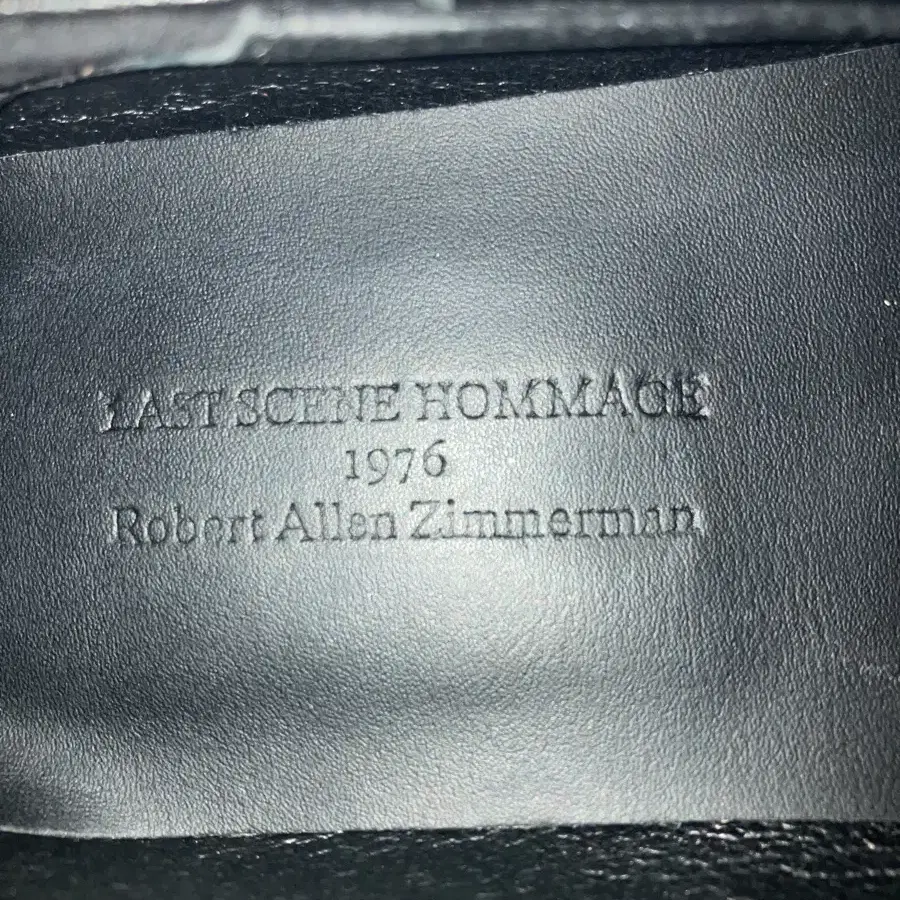 LAST SCENE HOMMAGE
1976
Robert Allen Zimmerman